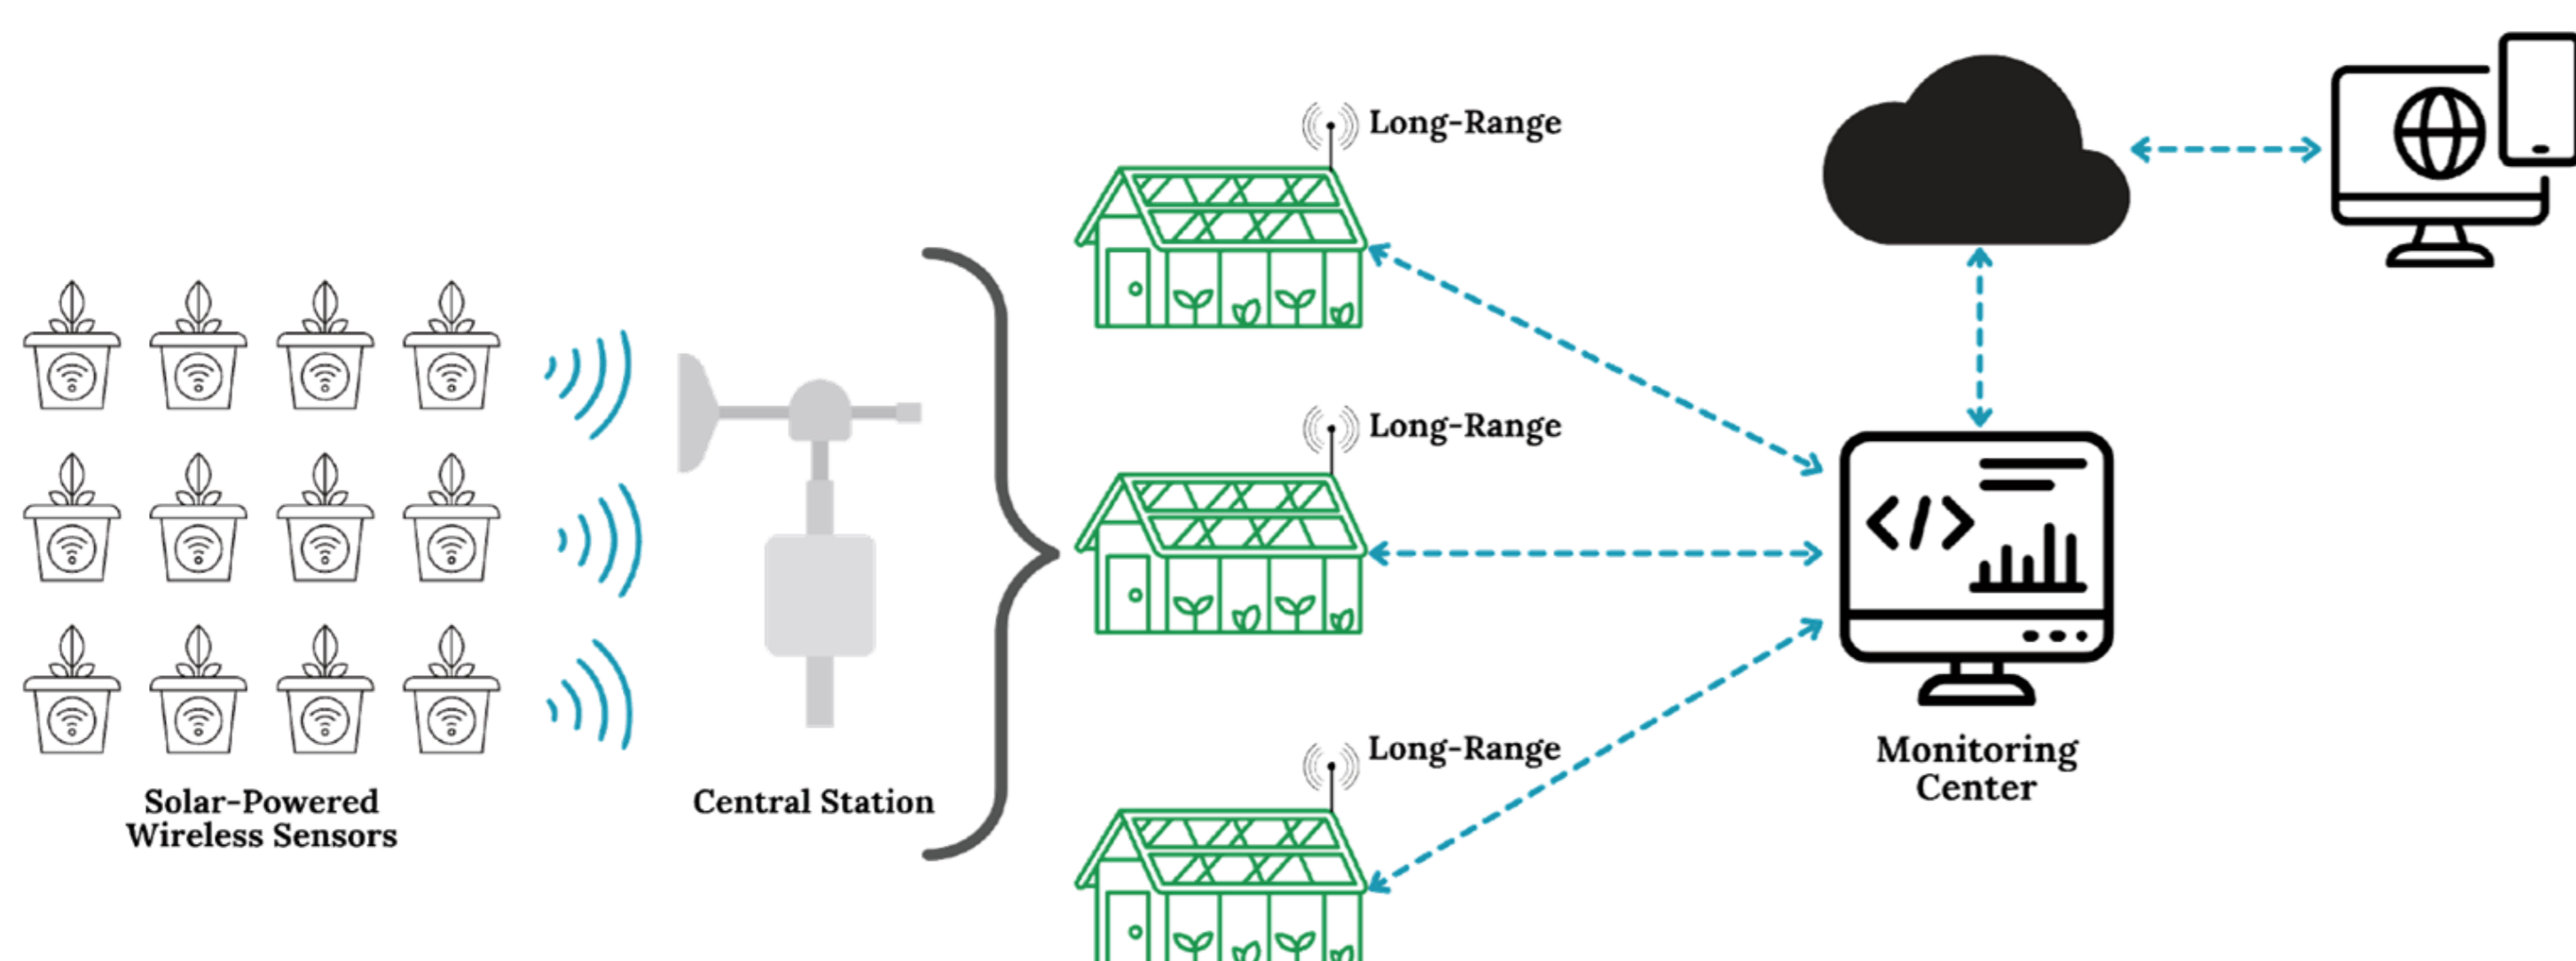 Long-Range
Long-Range
Long-Range
Solar-Powered
Wireless Sensors
Central Station
Monitoring
Center